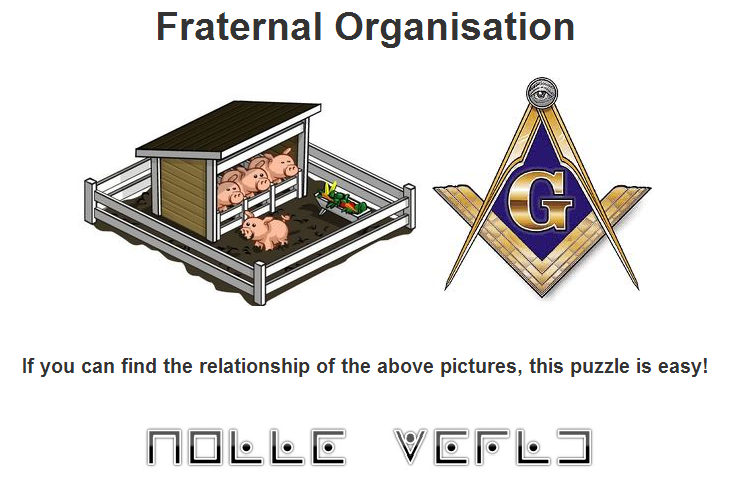 Fraternal Organisation
G
If you can find the relationship of the above pictures, this puzzle is easy!